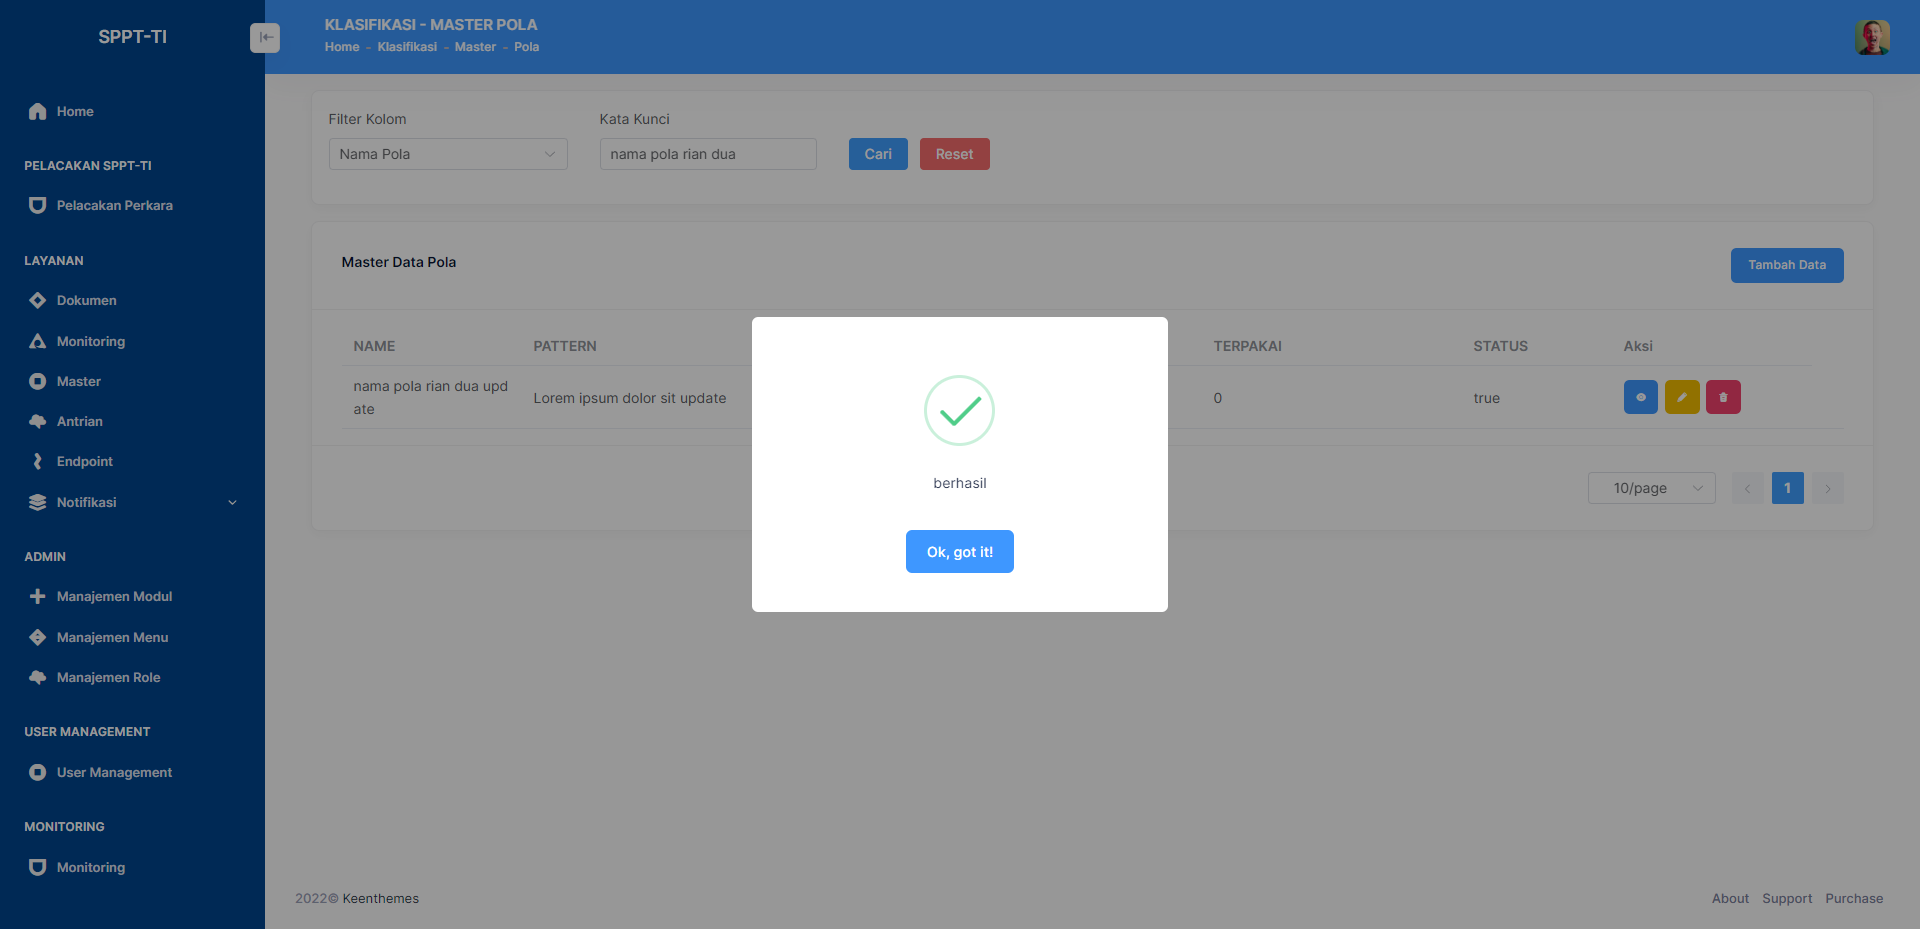 SPPT-TI
Home
PELACAKAN SPPT-TI
Pelacakan Perkara
LAYANAN
Dokumen
Monitoring
Master
Antrian
Endpoint
Notifikasi
ADMIN
Manajemen Modul
Manajemen Menu
Manajemen Role
USER MANAGEMENT
User Management
MONITORING
Monitoring
KLASIFIKASI - MASTER POLA
Home - Klasifikasi - Master - Pola
Filter Kolom
Kata Kunci
Nama Pola
nama pola rian dua
Cari
Reset
Master Data Pola
Tambah Data
NAME PATTERN TERPAKAI STATUS Aksi
nama pola rian dua upd
ate
Lorem ipsum dolor sit update
0
true
berhasil
Ok, got it!
10/page
1
2022© Keenthemes
About Support Purchase